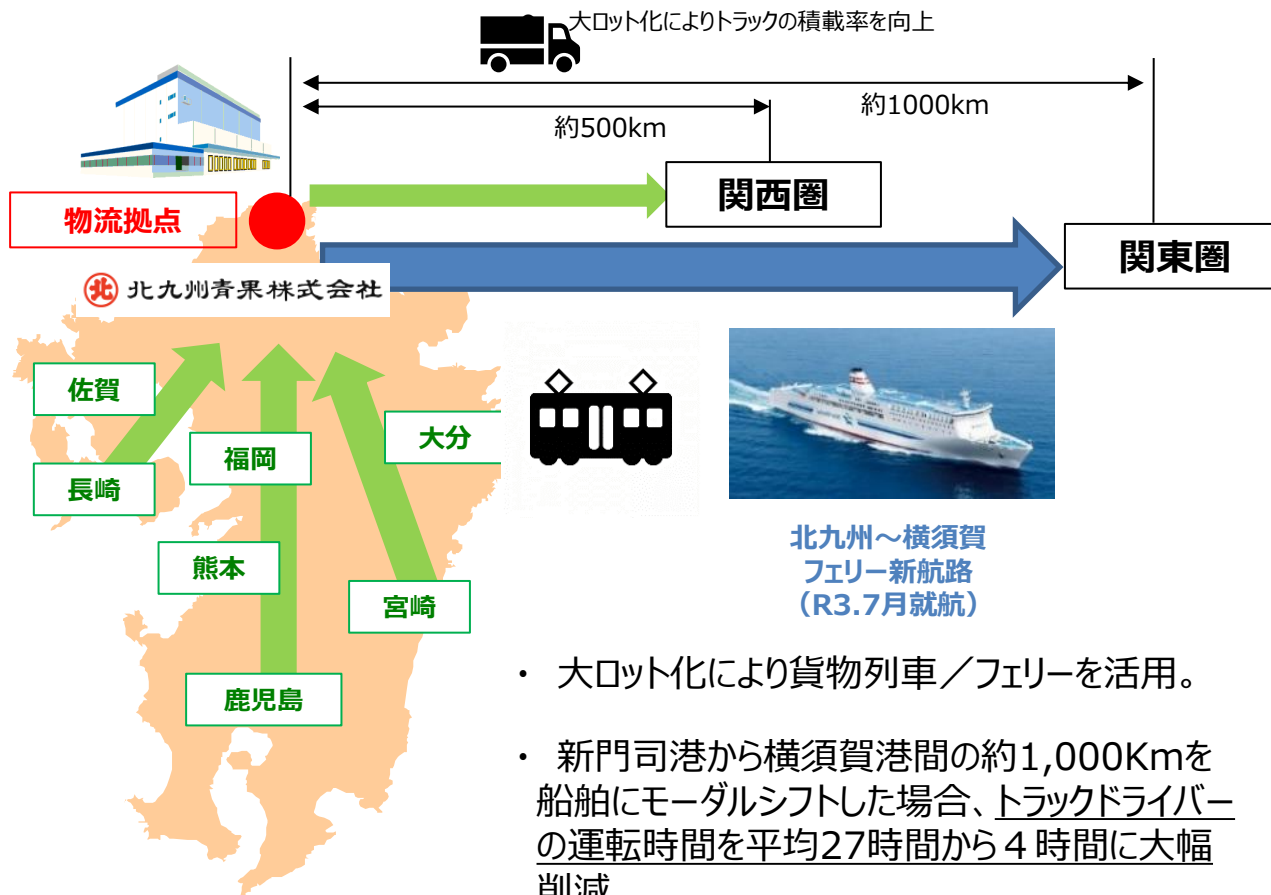 大ロット化によりトラックの積載率を向上
約1000km
約500km
物流拠点
関西圏
関東圏
北 北九州青果株式会社
佐賀
長崎
福岡
大分
熊本
宮崎
鹿児島
北九州～横須賀
フェリー新航路
（R3.7月就航）
・ 大ロット化により貨物列車／フェリーを活用。
・ 新門司港から横須賀港間の約1,000Kmを
船舶にモーダルシフトした場合、トラックドライバー
の運転時間を平均27時間から４時間に大幅
削減